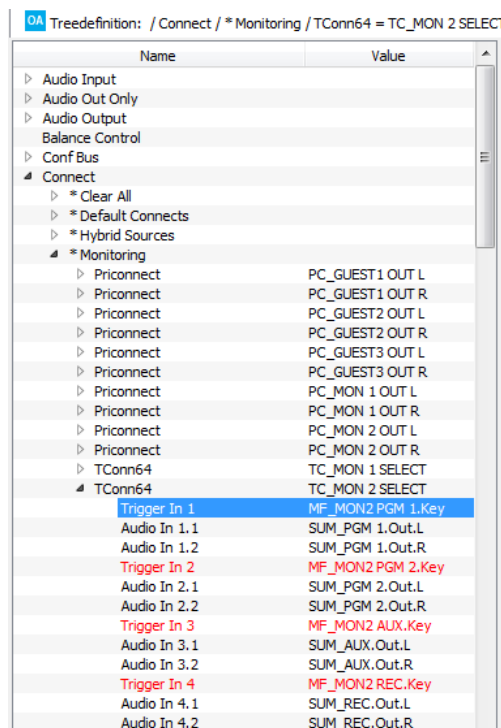 OA Treedefinition: / Connect / * Monitoring / TConn64 = TC_MON 2 SELECT
Name Value
Audio Input
Audio Out Only
Audio Output
Balance Control
Conf Bus
Connect
* Clear All
* Default Connects
* Hybrid Sources
* Monitoring
Priconnect PC_GUEST1 OUT L
Priconnect PC_GUEST1 OUT R
Priconnect PC_GUEST2 OUT L
Priconnect PC_GUEST2 OUT R
Priconnect PC_GUEST3 OUT L
Priconnect PC_GUEST3 OUT R
Priconnect PC_MON 1 OUT L
Priconnect PC_MON 1 OUT R
Priconnect PC_MON 2 OUT L
Priconnect PC_MON 2 OUT R
TConn64 TC_MON 1 SELECT
TConn64 TC_MON 2 SELECT
Trigger In 1 MF_MON2 PGM 1.Key
Audio In 1.1 SUM_PGM 1.Out.L
Audio In 1.2 SUM_PGM 1.Out.R
Trigger In 2 MF_MON2 PGM 2.Key
Audio In 2.1 SUM_PGM 2.Out.L
Audio In 2.2 SUM_PGM 2.Out.R
Trigger In 3 MF_MON2 AUX.Key
Audio In 3.1 SUM_AUX.Out.L
Audio In 3.2 SUM_AUX.Out.R
Trigger In 4 MF_MON2 REC.Key
Audio In 4.1 SUM_REC.Out.L
Audio In 4.2 SUM_REC.Out.R